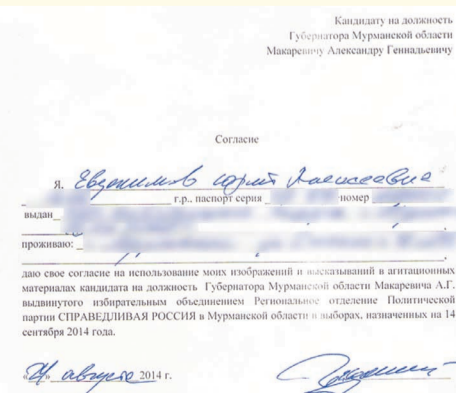 Кандидату на должность
Губернатора Мурманской области
Макаревичу Александру Геннадьевичу
Согласие
Я, Евдокимов Юрий Алексеевич
г.р., паспорт серия номер
выдан
проживаю:
даю свое согласие на использование моих изображений и высказываний в агитационных
материалах кандидата на должность Губернатора Мурманской области Макаревича А.Г.
выдвинутого избирательным объединением Региональное отделение Политической
партии СПРАВЕДЛИВАЯ РОССИЯ в Мурманской области в выборах, назначенных на 14
сентября 2014 года.
августа 2014 г.